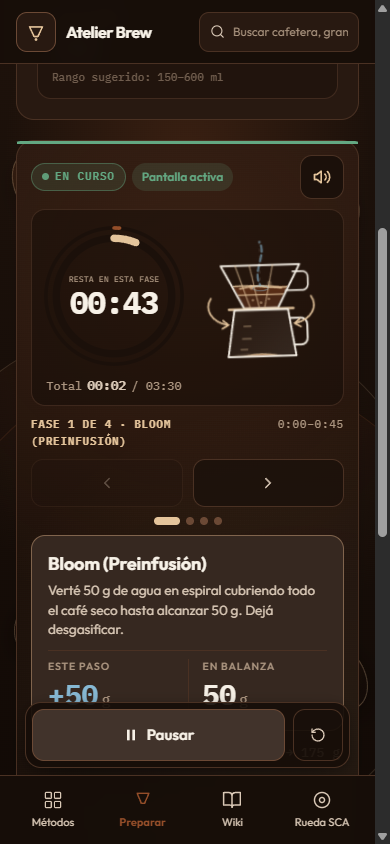 Atelier Brew
Buscar cafetera, gran
Rango sugerido: 150–600 ml
EN CURSO
Pantalla activa
RESTA EN ESTA FASE
00:43
Total 00:02 / 03:30
FASE 1 DE 4 · BLOOM
(PREINFUSIÓN)
0:00–0:45
Bloom (Preinfusión)
Verté 50 g de agua en espiral cubriendo todo
el café seco hasta alcanzar 50 g. Dejá
desgasificar.
ESTE PASO
EN BALANZA
+50 g
50 g
Pausar
Métodos
Preparar
Wiki
Rueda SCA